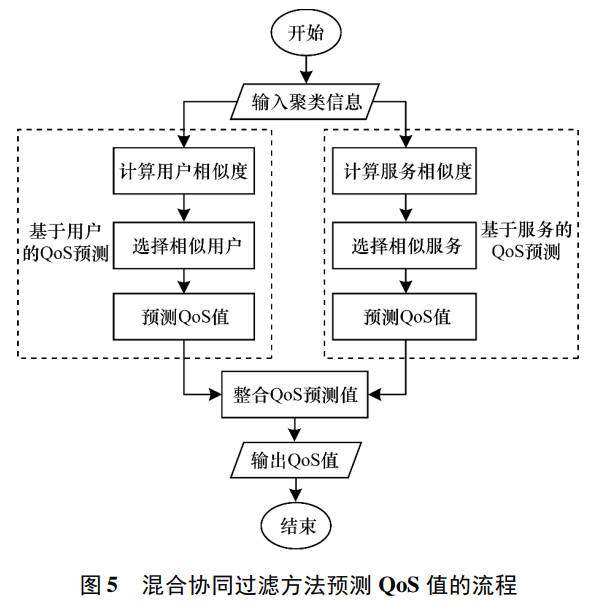 开始
输入聚类信息
计算用户相似度
选择相似用户
预测QoS值
基于用户
的QoS预测
计算服务相似度
选择相似服务
预测QoS值
基于服务的
QoS预测
整合QoS预测值
输出QoS值
结束
图 5 混合协同过滤方法预测 QoS 值的流程